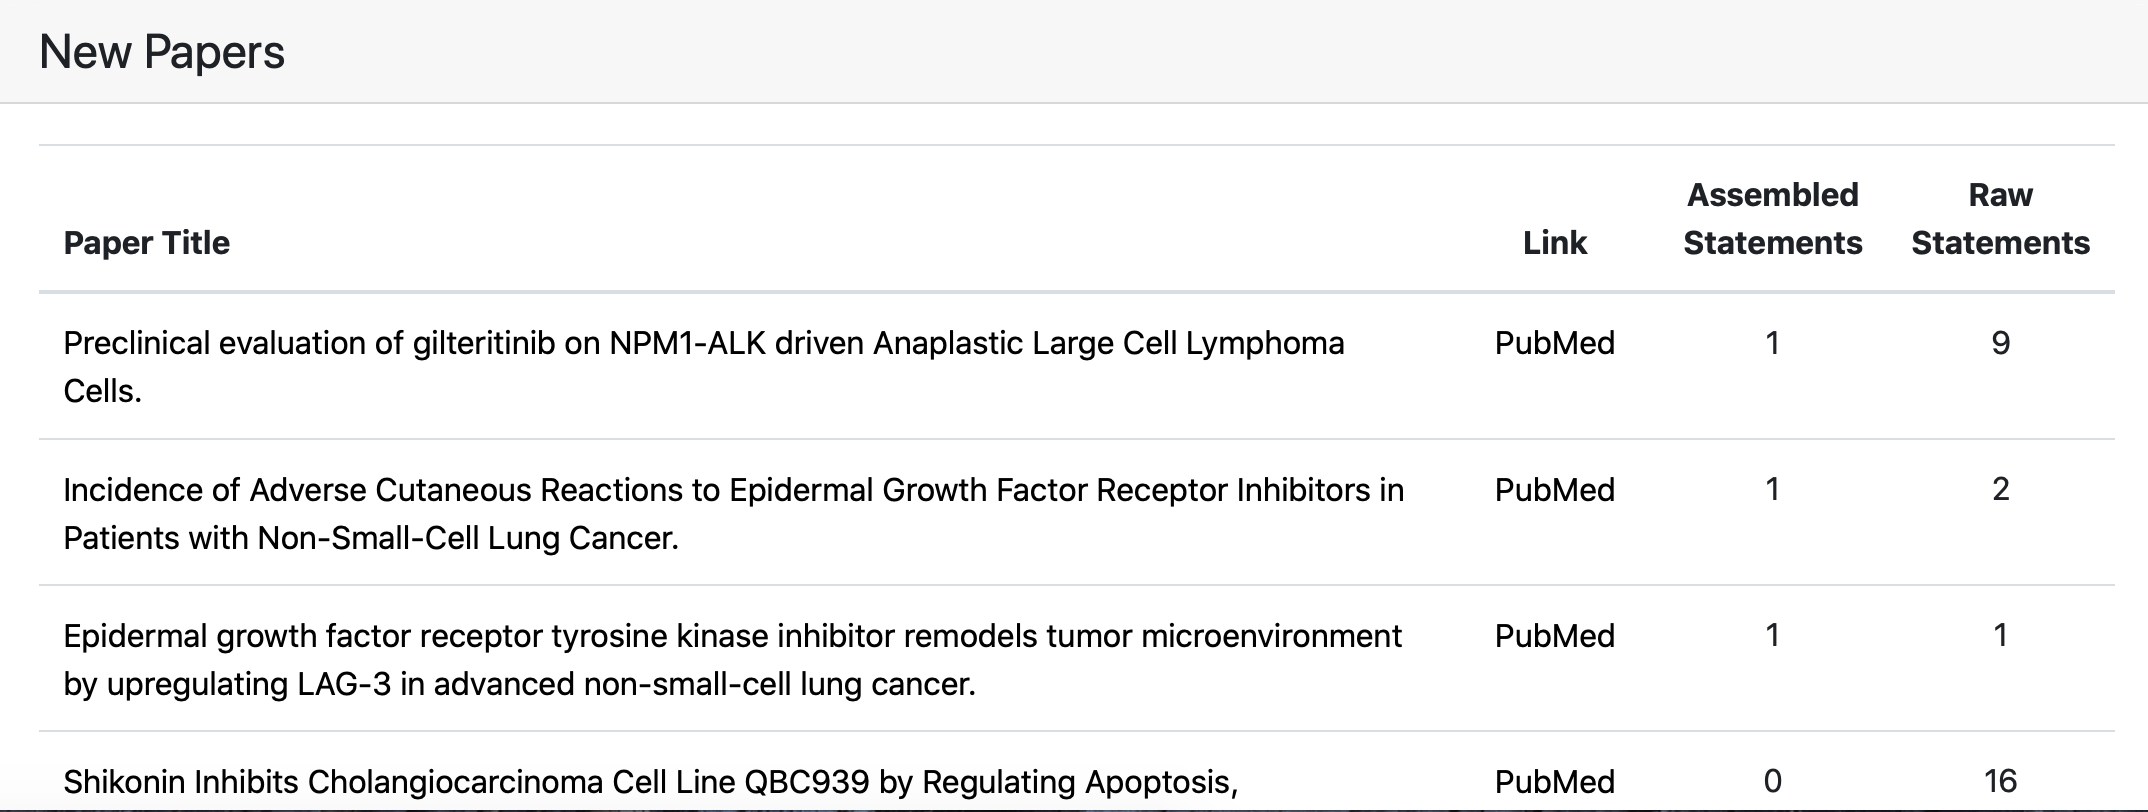 New Papers
Assembled Raw
Paper Title Link Statements Statements
Preclinical evaluation of gilteritinib on NPM1-ALK driven Anaplastic Large Cell Lymphoma PubMed 1 9
Cells.
Incidence of Adverse Cutaneous Reactions to Epidermal Growth Factor Receptor Inhibitors in PubMed 1 2
Patients with Non-Small-Cell Lung Cancer.
Epidermal growth factor receptor tyrosine kinase inhibitor remodels tumor microenvironment PubMed 1 1
by upregulating LAG-3 in advanced non-small-cell lung cancer.
Shikonin Inhibits Cholangiocarcinoma Cell Line QBC939 by Regulating Apoptosis, PubMed 0 16